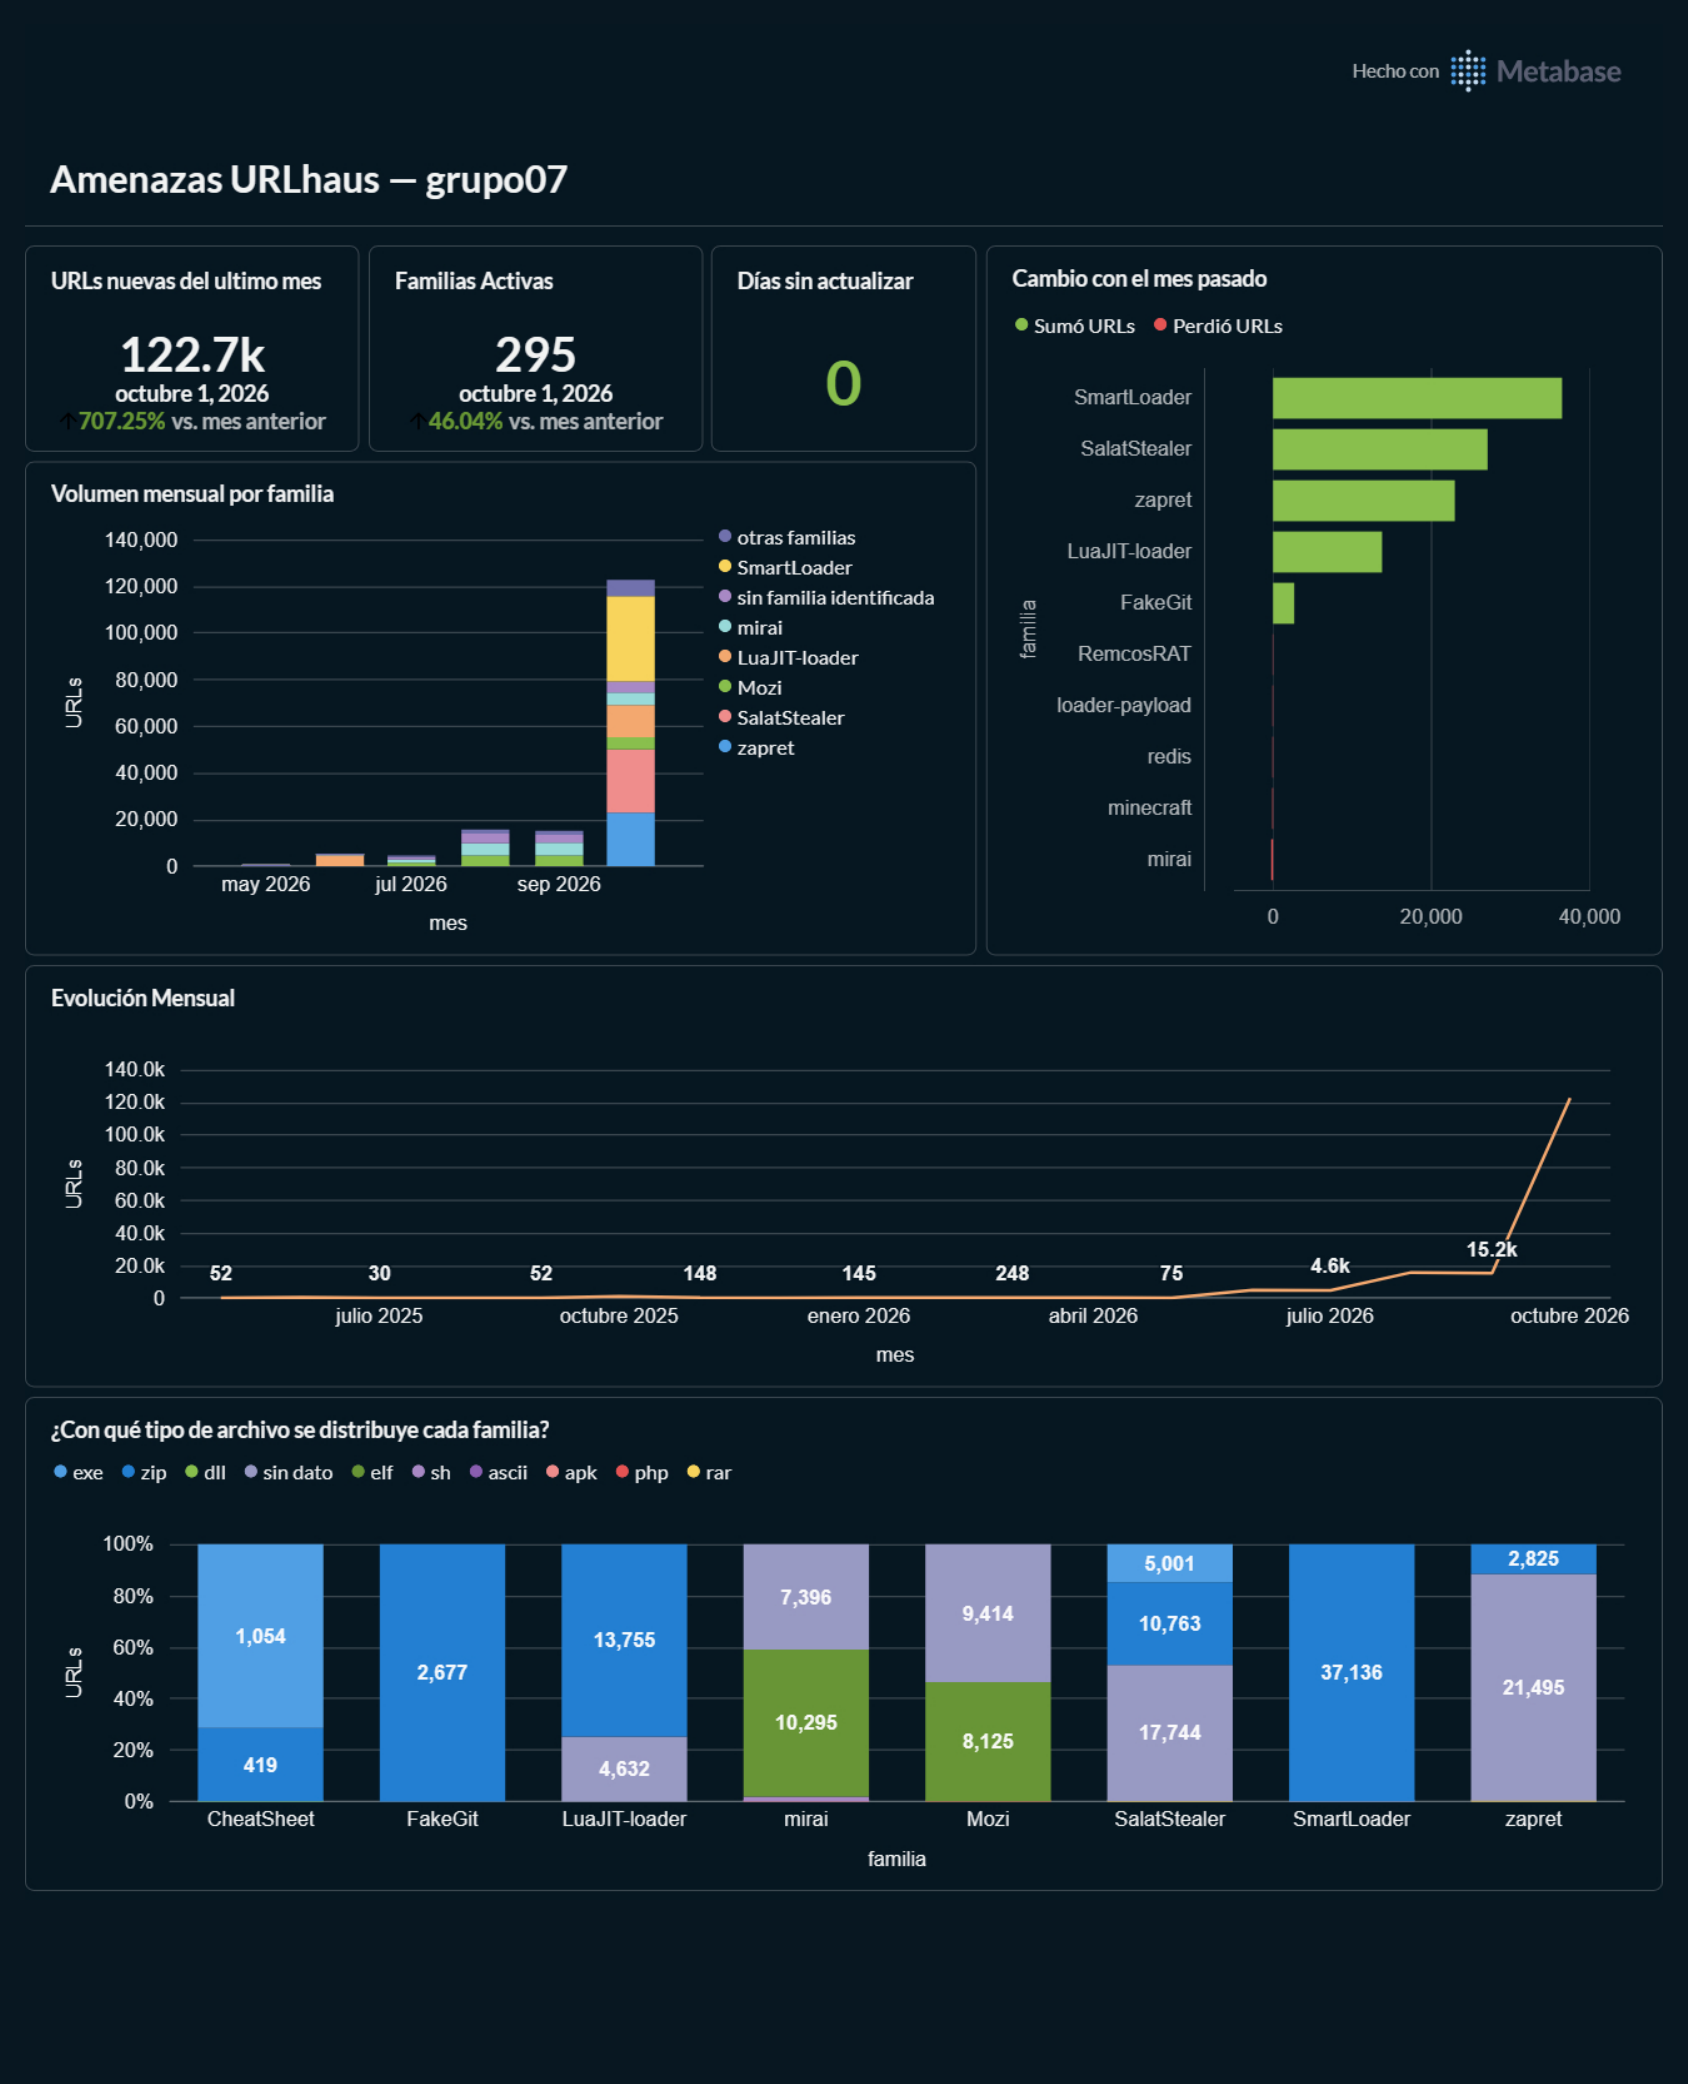 Hecho con Metabase
Amenazas URLhaus — grupo07
URLs nuevas del ultimo mes
122.7k
octubre 1, 2026
↑707.25% vs. mes anterior
Familias Activas
295
octubre 1, 2026
↑46.04% vs. mes anterior
Días sin actualizar
0
Cambio con el mes pasado
Sumó URLs Perdió URLs
familia
SmartLoader
SalatStealer
zapret
LuaJIT-loader
FakeGit
RemcosRAT
loader-payload
redis
minecraft
mirai
0 20,000 40,000
Volumen mensual por familia
URLs
140,000
120,000
100,000
80,000
60,000
40,000
20,000
0
may 2026 jul 2026 sep 2026
mes
otras familias
SmartLoader
sin familia identificada
mirai
LuaJIT-loader
Mozi
SalatStealer
zapret
Evolución Mensual
URLs
140.0k
120.0k
100.0k
80.0k
60.0k
40.0k
20.0k
0
52 30 52 148 145 248 75 4.6k 15.2k
julio 2025 octubre 2025 enero 2026 abril 2026 julio 2026 octubre 2026
mes
¿Con qué tipo de archivo se distribuye cada familia?
exe zip dll sin dato elf sh ascii apk php rar
URLs
100%
80%
60%
40%
20%
0%
1,054
419
2,677
13,755
4,632
7,396
10,295
9,414
8,125
5,001
10,763
17,744
37,136
2,825
21,495
CheatSheet FakeGit LuaJIT-loader mirai Mozi SalatStealer SmartLoader zapret
familia